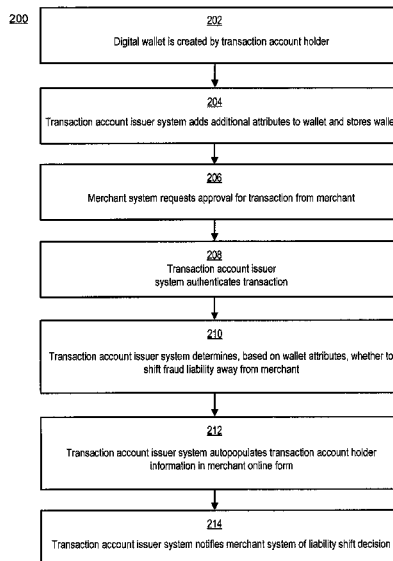 200
202
Digital wallet is created by transaction account holder
204
Transaction account issuer system adds additional attributes to wallet and stores wallet
206
Merchant system requests approval for transaction from merchant
208
Transaction account issuer
system authenticates transaction
210
Transaction account issuer system determines, based on wallet attributes, whether to
shift fraud liability away from merchant
212
Transaction account issuer system autopopulates transaction account holder
information in merchant online form
214
Transaction account issuer system notifies merchant system of liability shift decision